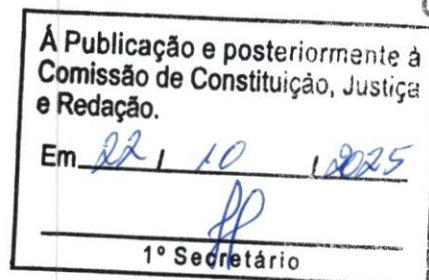 Á Publicação e posteriormente à
Comissão de Constituição, Justiça
e Redação.
Em 22 / 10 / 2025
1º Secretário